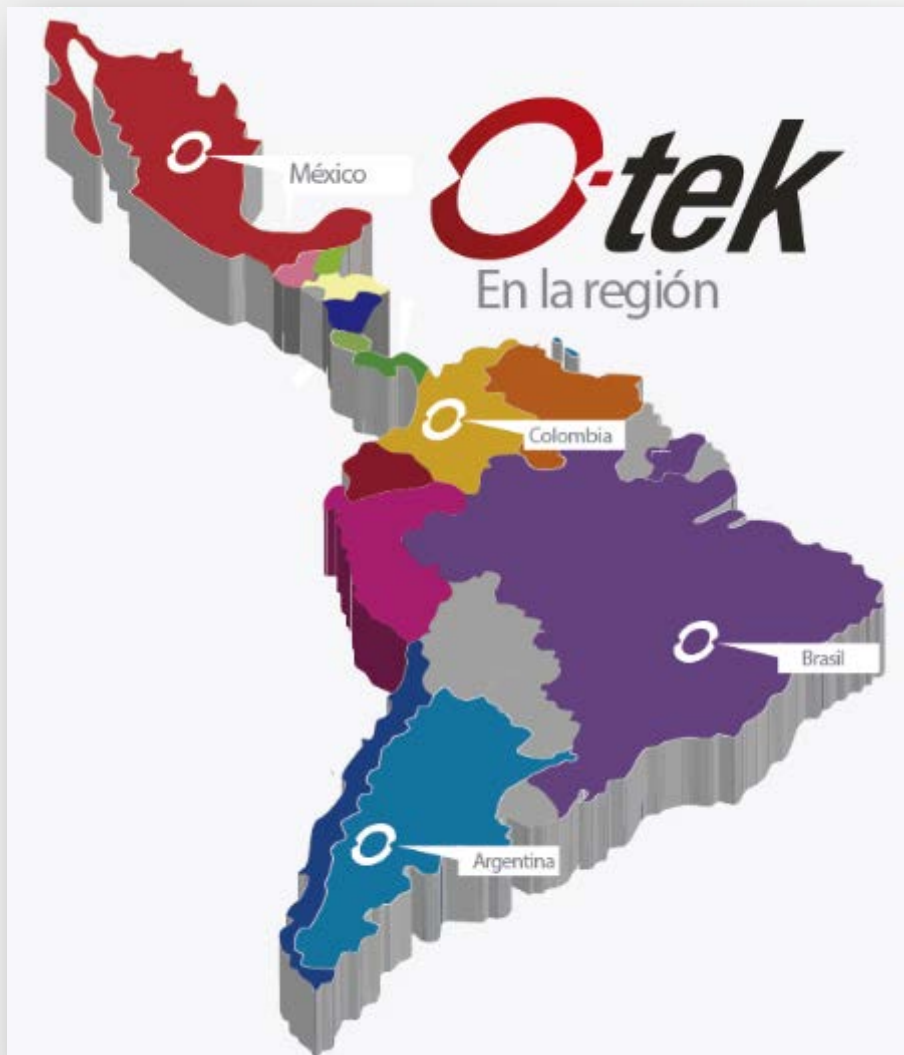 México
O-tek
En la región
Colombia
Brasil
Argentina